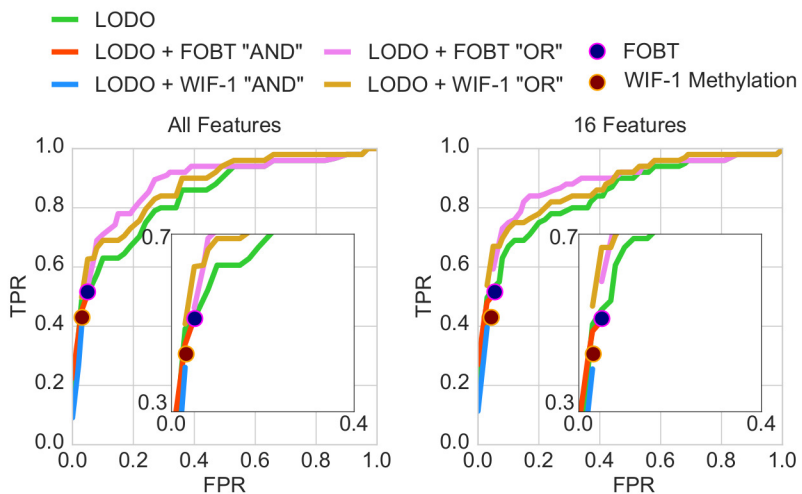 LODO
LODO + FOBT "AND" LODO + FOBT "OR" FOBT
LODO + WIF-1 "AND" LODO + WIF-1 "OR" WIF-1 Methylation
All Features 16 Features
1.0 1.0
0.8 0.8
0.7 0.7
0.6 0.6
TPR TPR
0.4 0.4
0.3 0.3
0.0 0.4 0.0 0.4
0.2 0.2
0.0 0.0
0.0 0.2 0.4 0.6 0.8 1.0 0.0 0.2 0.4 0.6 0.8 1.0
FPR FPR